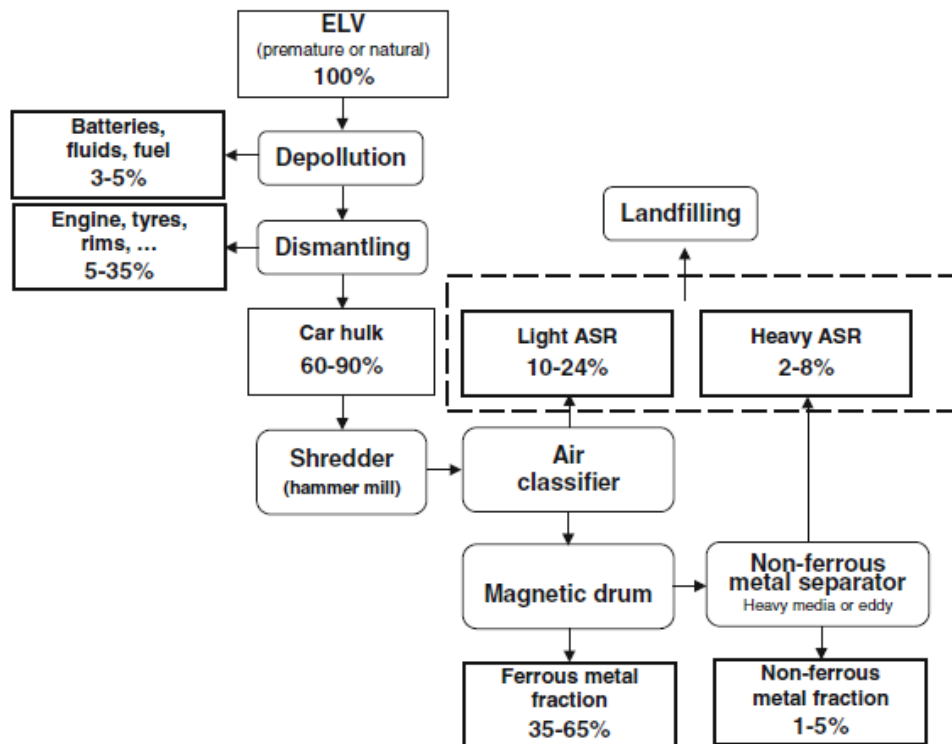 ELV
(premature or natural)
100%
Batteries,
fluids, fuel
3-5%
Depollution
Engine, tyres,
rims, ...
5-35%
Dismantling
Landfilling
Car hulk
60-90%
Light ASR
10-24%
Heavy ASR
2-8%
Shredder
(hammer mill)
Air
classifier
Magnetic drum
Non-ferrous
metal separator
Heavy media or eddy
Ferrous metal
fraction
35-65%
Non-ferrous
metal fraction
1-5%